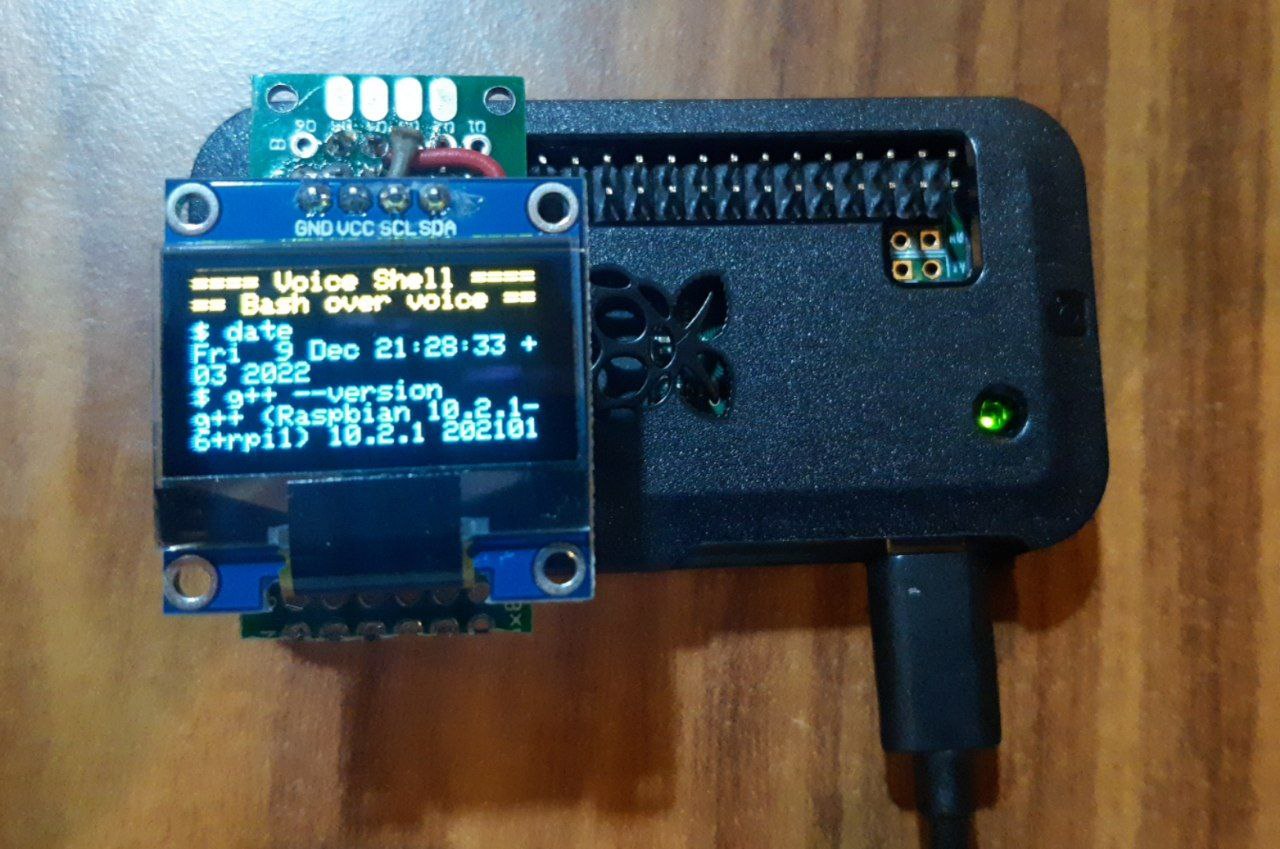 GND VCC SCL SDA
==== Voice Shell ====
== Bash over voice ==
$ date
Fri  9 Dec 21:28:33 +
03 2022
$ g++ --version
g++ (Raspbian 10.2.1-
6+rpi1) 10.2.1 202101